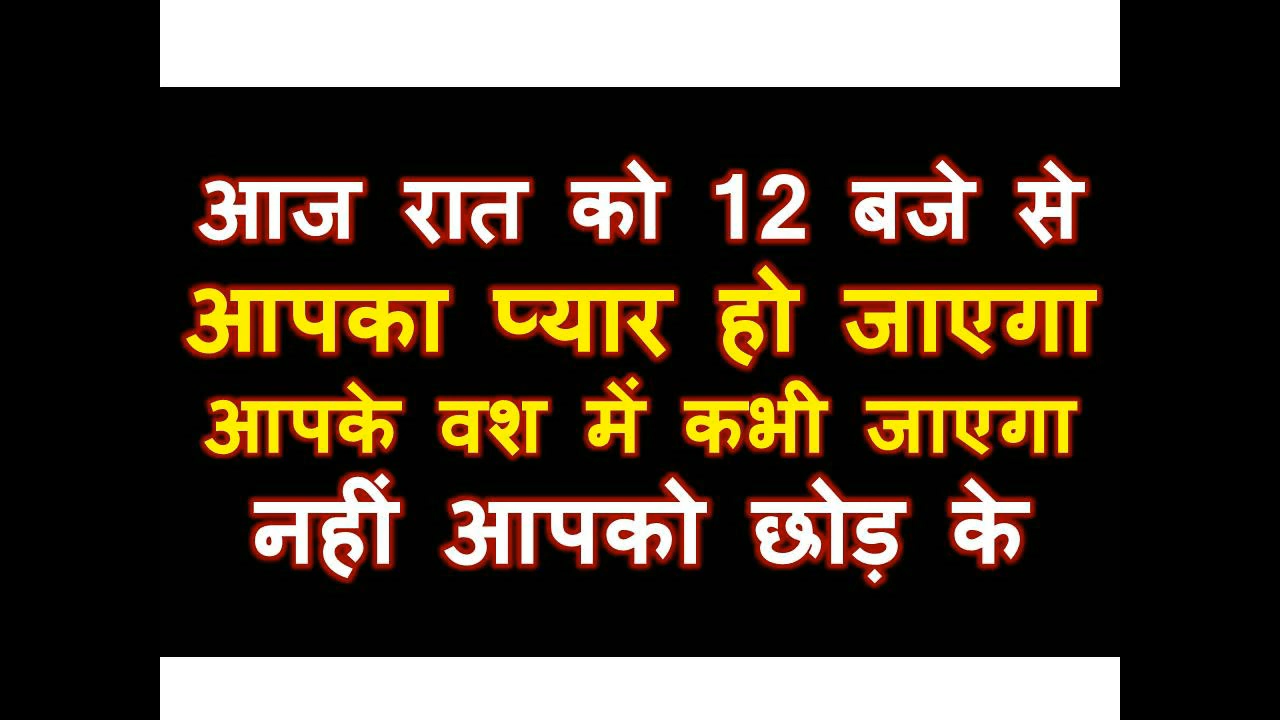 आज रात को 12 बजे से
आपका प्यार हो जाएगा
आपके वश में कभी जाएगा
नहीं आपको छोड़ के